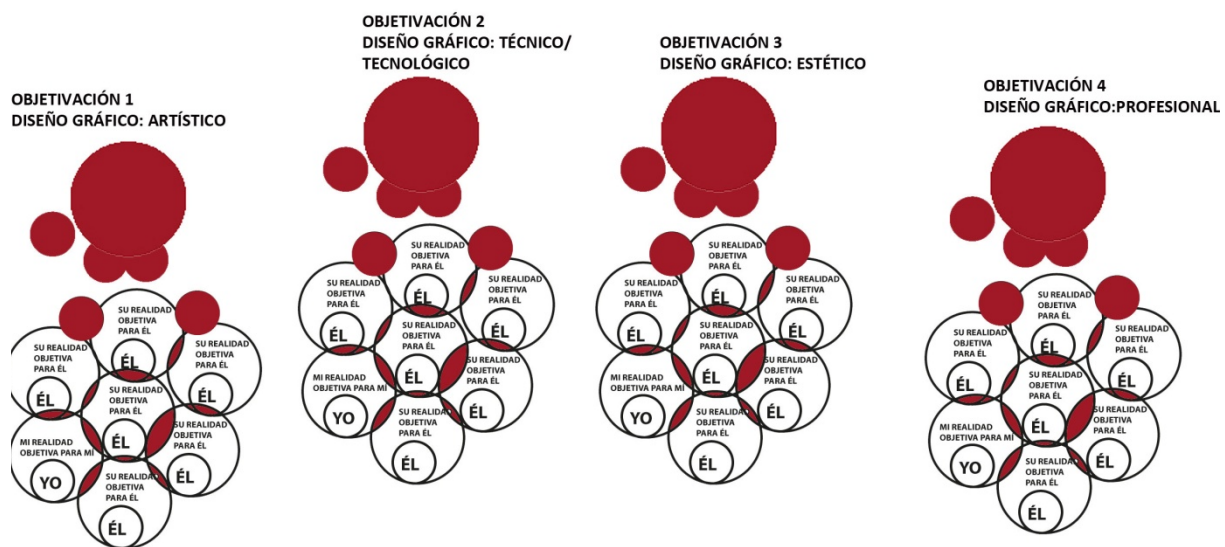 OBJETIVACIÓN 1
DISEÑO GRÁFICO: ARTÍSTICO
SU REALIDAD
OBJETIVA
PARA ÉL
ÉL
SU REALIDAD
OBJETIVA
PARA ÉL
ÉL
SU REALIDAD
OBJETIVA
PARA ÉL
ÉL
SU REALIDAD
OBJETIVA
PARA ÉL
ÉL
MI REALIDAD
OBJETIVA PARA MÍ
YO
SU REALIDAD
OBJETIVA
PARA ÉL
ÉL
SU REALIDAD
OBJETIVA
PARA ÉL
ÉL
OBJETIVACIÓN 2
DISEÑO GRÁFICO: TÉCNICO/
TECNOLÓGICO
SU REALIDAD
OBJETIVA
PARA ÉL
ÉL
SU REALIDAD
OBJETIVA
PARA ÉL
ÉL
SU REALIDAD
OBJETIVA
PARA ÉL
ÉL
SU REALIDAD
OBJETIVA
PARA ÉL
ÉL
MI REALIDAD
OBJETIVA PARA MÍ
YO
SU REALIDAD
OBJETIVA
PARA ÉL
ÉL
SU REALIDAD
OBJETIVA
PARA ÉL
ÉL
OBJETIVACIÓN 3
DISEÑO GRÁFICO: ESTÉTICO
SU REALIDAD
OBJETIVA
PARA ÉL
ÉL
SU REALIDAD
OBJETIVA
PARA ÉL
ÉL
SU REALIDAD
OBJETIVA
PARA ÉL
ÉL
SU REALIDAD
OBJETIVA
PARA ÉL
ÉL
MI REALIDAD
OBJETIVA PARA MÍ
YO
SU REALIDAD
OBJETIVA
PARA ÉL
ÉL
SU REALIDAD
OBJETIVA
PARA ÉL
ÉL
OBJETIVACIÓN 4
DISEÑO GRÁFICO:PROFESIONAL
SU REALIDAD
OBJETIVA
PARA ÉL
ÉL
SU REALIDAD
OBJETIVA
PARA ÉL
ÉL
SU REALIDAD
OBJETIVA
PARA ÉL
ÉL
SU REALIDAD
OBJETIVA
PARA ÉL
ÉL
MI REALIDAD
OBJETIVA PARA MÍ
YO
SU REALIDAD
OBJETIVA
PARA ÉL
ÉL
SU REALIDAD
OBJETIVA
PARA ÉL
ÉL